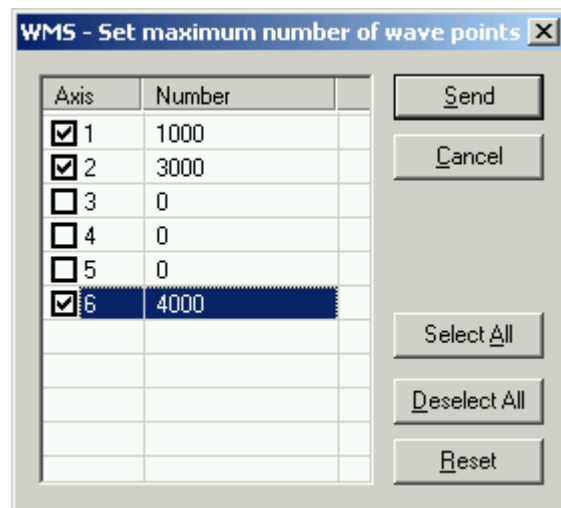 WMS - Set maximum number of wave points
Axis Number
1 1000
2 3000
3 0
4 0
5 0
6 4000
Send
Cancel
Select All
Deselect All
Reset